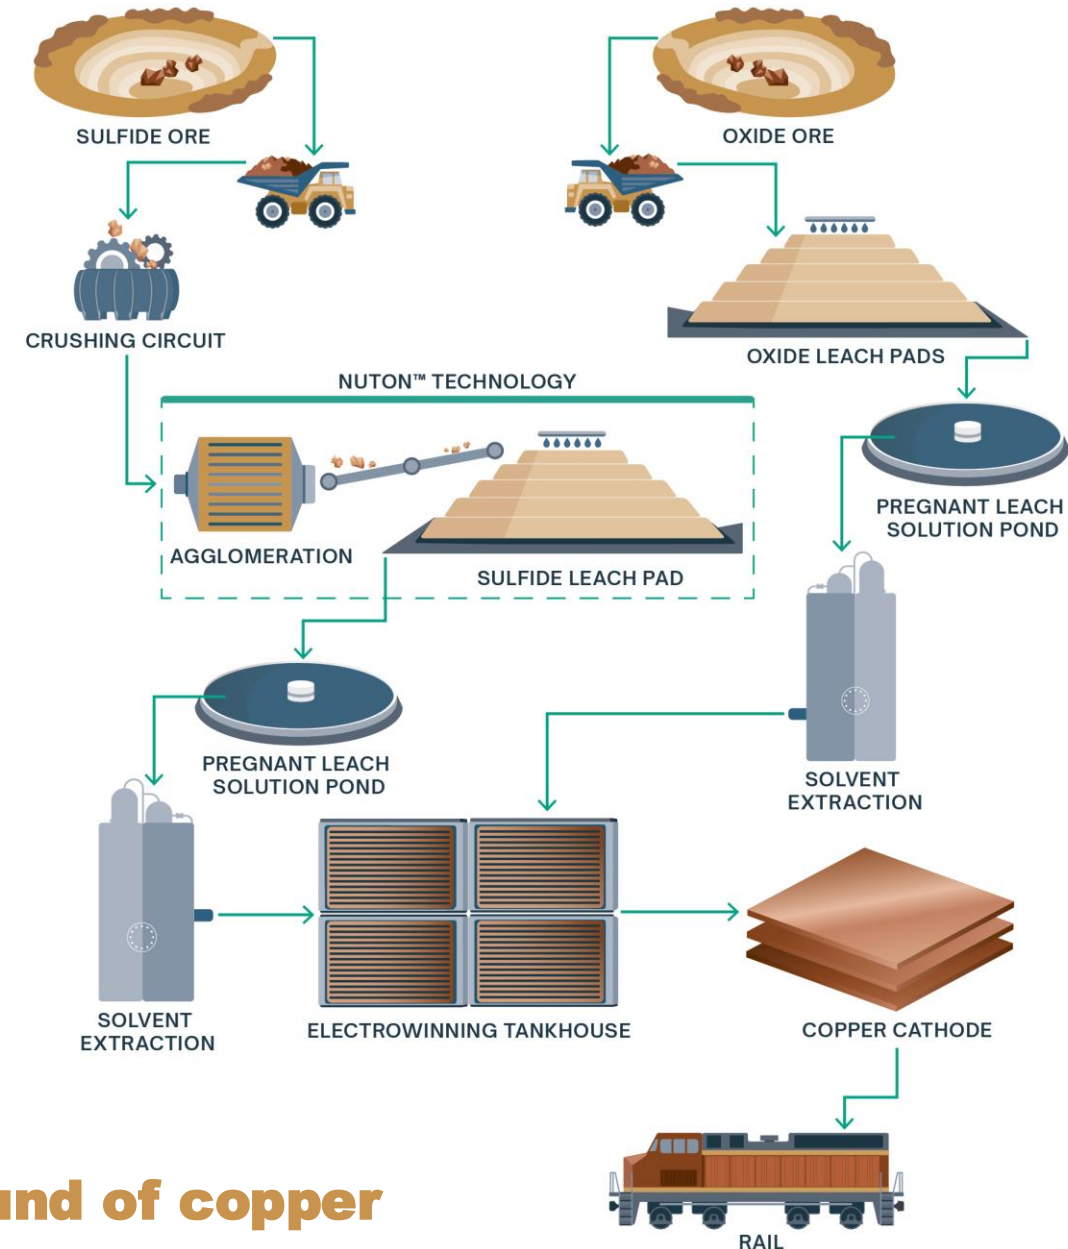 SULFIDE ORE
OXIDE ORE
CRUSHING CIRCUIT
OXIDE LEACH PADS
NUTON™ TECHNOLOGY
PREGNANT LEACH
SOLUTION POND
AGGLOMERATION
SULFIDE LEACH PAD
PREGNANT LEACH
SOLUTION POND
SOLVENT
EXTRACTION
SOLVENT
EXTRACTION
ELECTROWINNING TANKHOUSE
COPPER CATHODE
of copper
RAIL